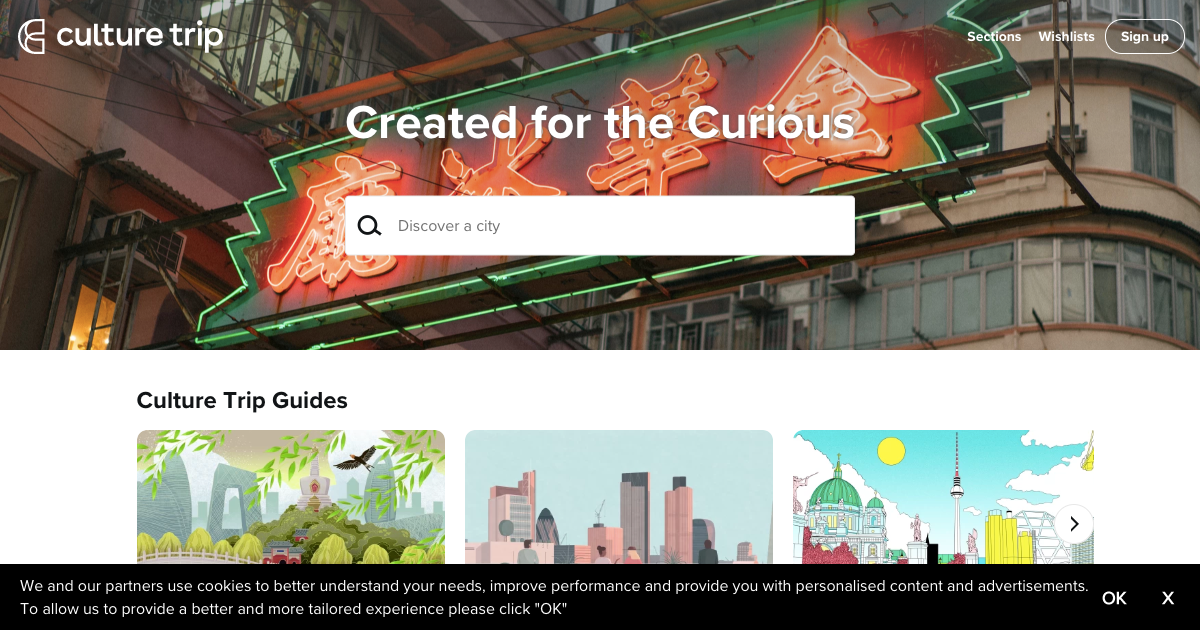 culture trip
Sections
Wishlists
Sign up
Created for the Curious
金華冰廳
Discover a city
Culture Trip Guides
We and our partners use cookies to better understand your needs, improve performance and provide you with personalised content and advertisements.
To allow us to provide a better and more tailored experience please click "OK"
OK
X